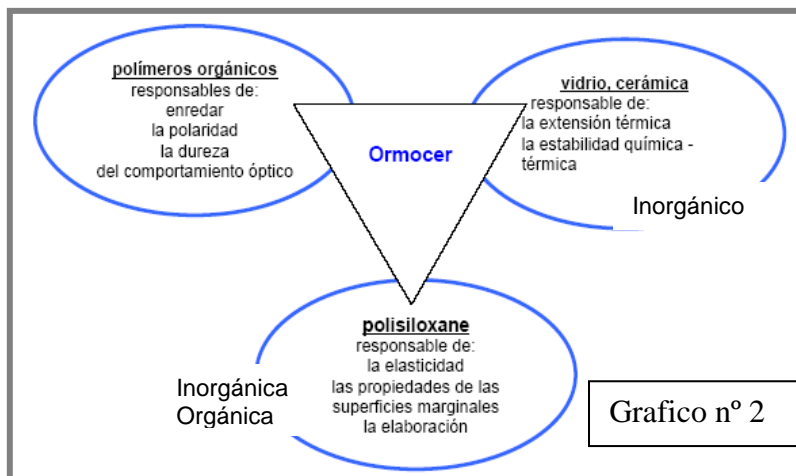 polímeros orgánicos
responsables de:
enredar
la polaridad
la dureza
del comportamiento óptico
vidrio, cerámica
responsable de:
la extensión térmica
la estabilidad química -
térmica
Inorgánico
Ormocer
polisiloxane
responsable de:
la elasticidad
las propiedades de las
superficies marginales
la elaboración
Inorgánica
Orgánica
Grafico nº 2